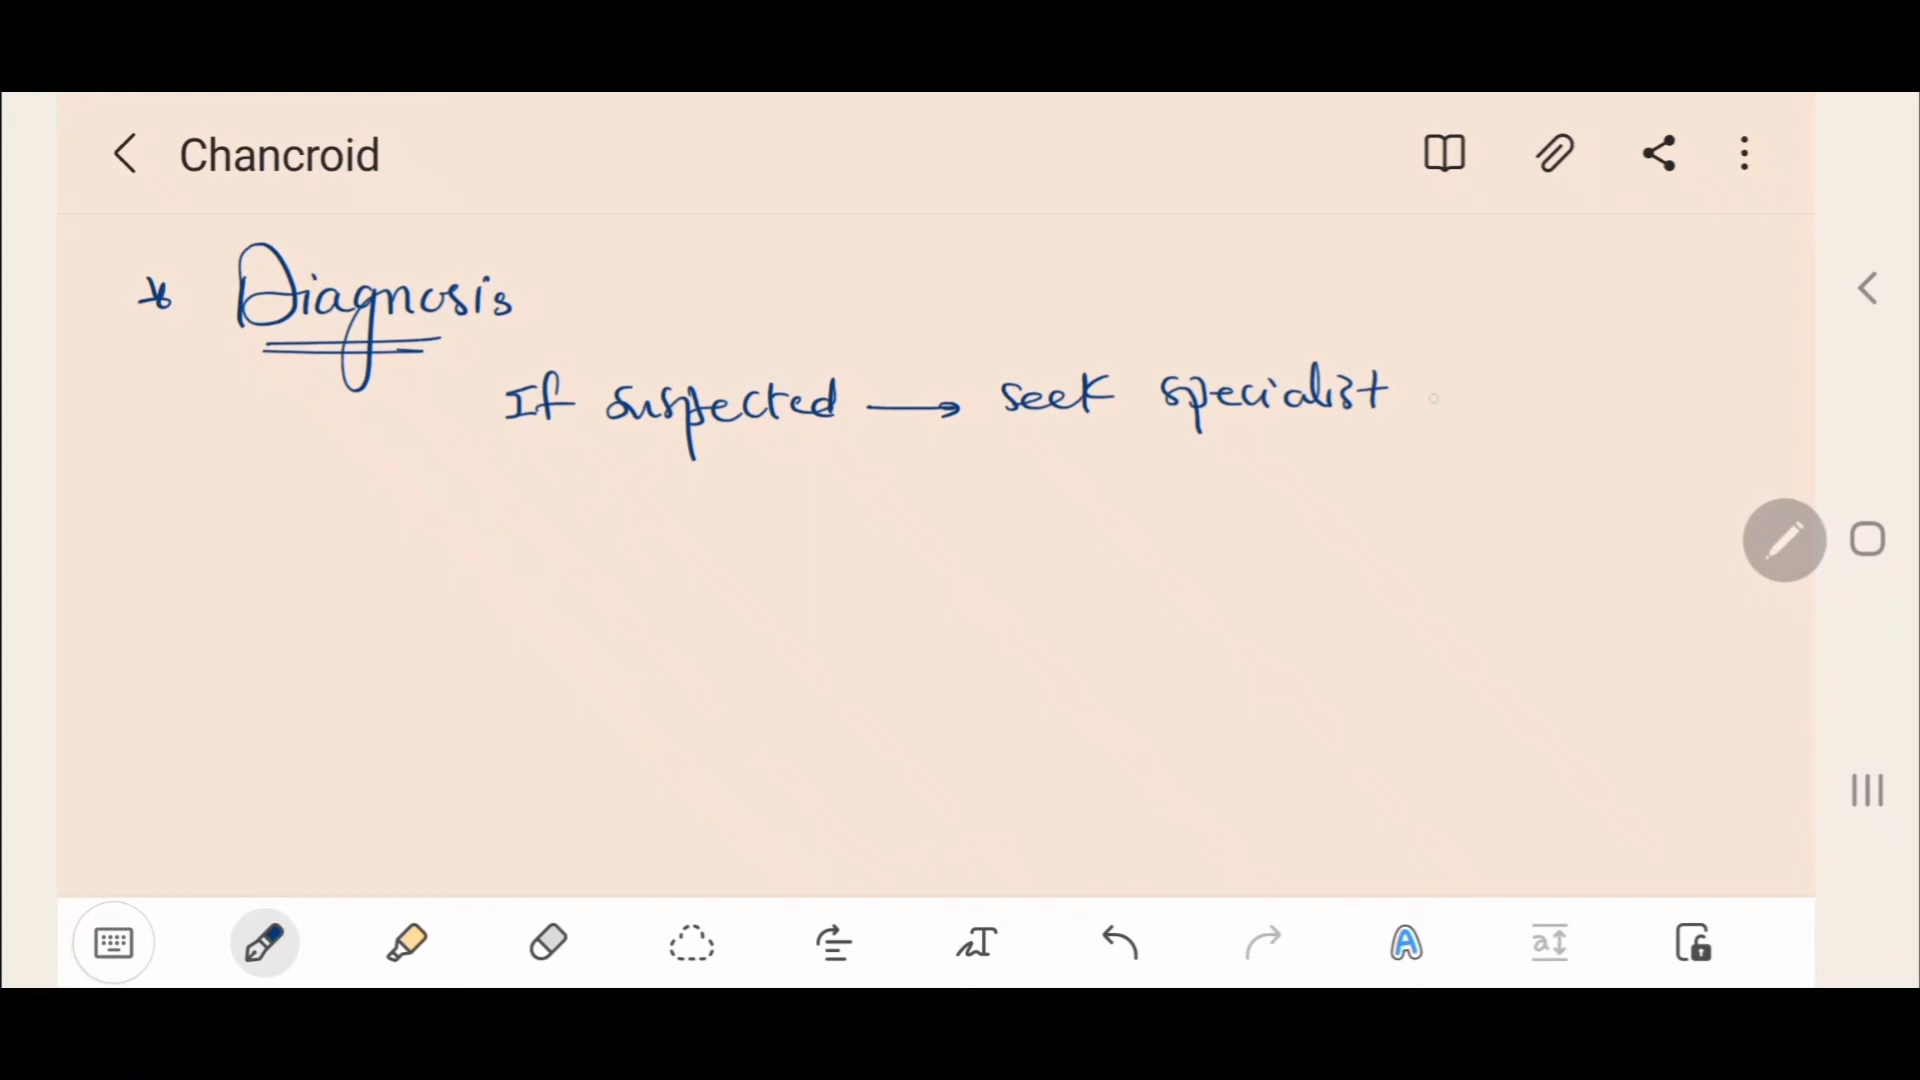 Chancroid
* Diagnosis
If suspected → seek specialist